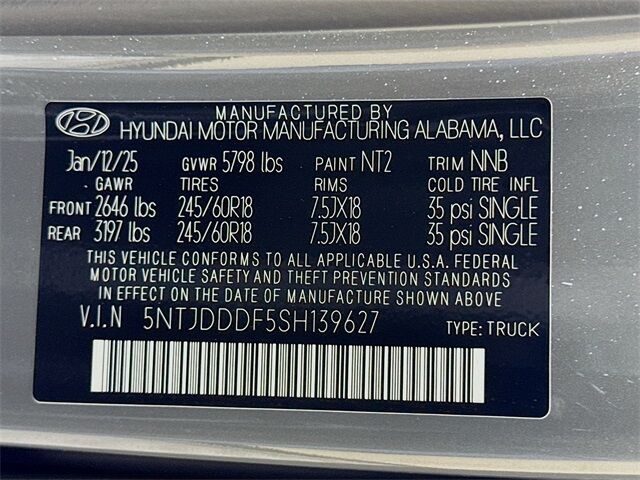 MANUFACTURED BY
HYUNDAI MOTOR MANUFACTURING ALABAMA, LLC
Jan/12/25 GVWR 5798 lbs PAINT NT2 TRIM NNB
GAWR TIRES RIMS COLD TIRE INFL
FRONT 2646 lbs 245/60R18 7.5JX18 35 psi SINGLE
REAR 3197 lbs 245/60R18 7.5JX18 35 psi SINGLE
THIS VEHICLE CONFORMS TO ALL APPLICABLE U.S.A. FEDERAL
MOTOR VEHICLE SAFETY AND THEFT PREVENTION STANDARDS
IN EFFECT ON THE DATE OF MANUFACTURE SHOWN ABOVE
V.I.N 5NTJDDDF5SH139627 TYPE: TRUCK